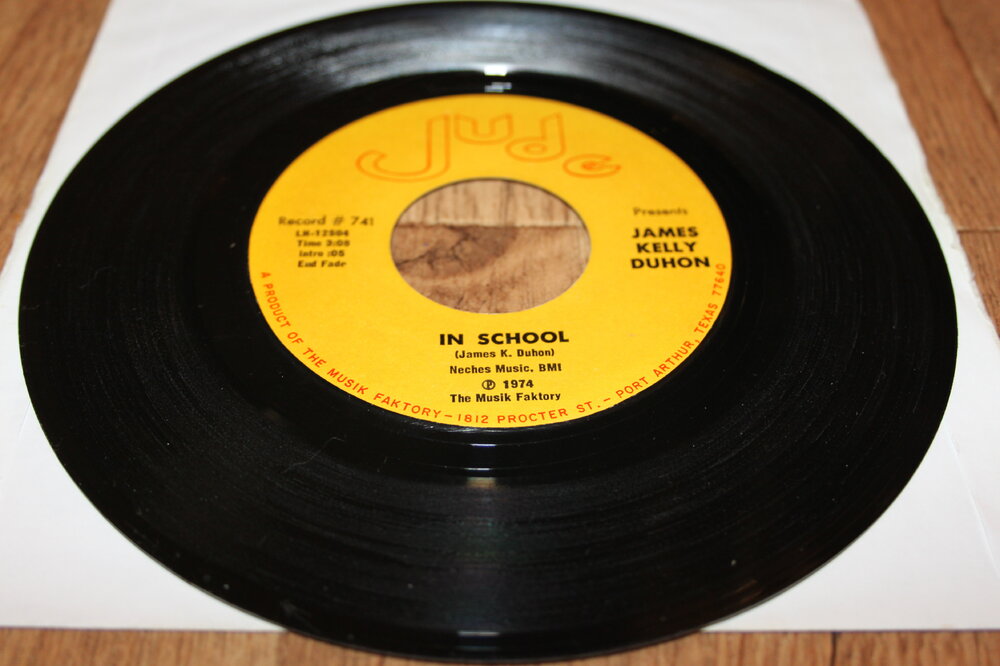 Jude
Record # 741
LH-12504
Time 3:08
Intro :05
End Fade
Presents
JAMES
KELLY
DUHON
IN SCHOOL
(James K. Duhon)
Neches Music, BMI
℗ 1974
The Musik Faktory
A PRODUCT OF THE MUSIK FAKTORY-1812 PROCTER ST.-PORT ARTHUR, TEXAS 77640